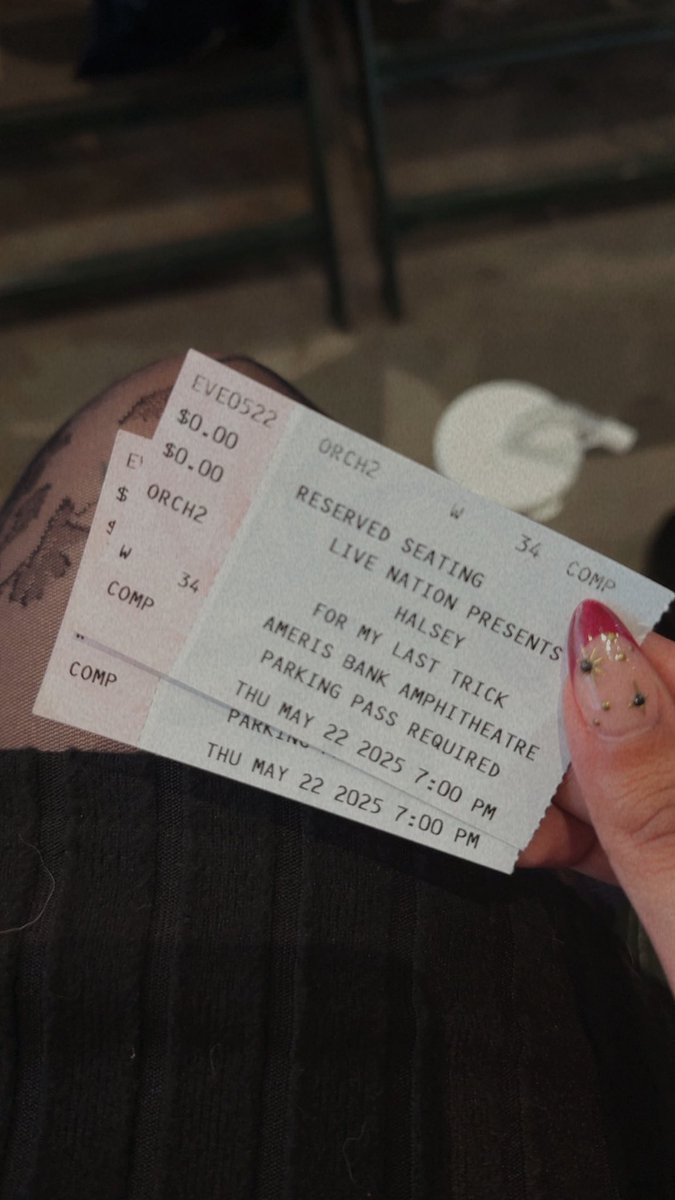 EVE0522
$0.00
$0.00
ORCH2
W 34
COMP
ORCH2 W 34 COMP
RESERVED SEATING
LIVE NATION PRESENTS
HALSEY
FOR MY LAST TRICK
AMERIS BANK AMPHITHEATRE
PARKING PASS REQUIRED
THU MAY 22 2025 7:00 PM
E
$
COMP
PARKING
THU MAY 22 2025 7:00 PM